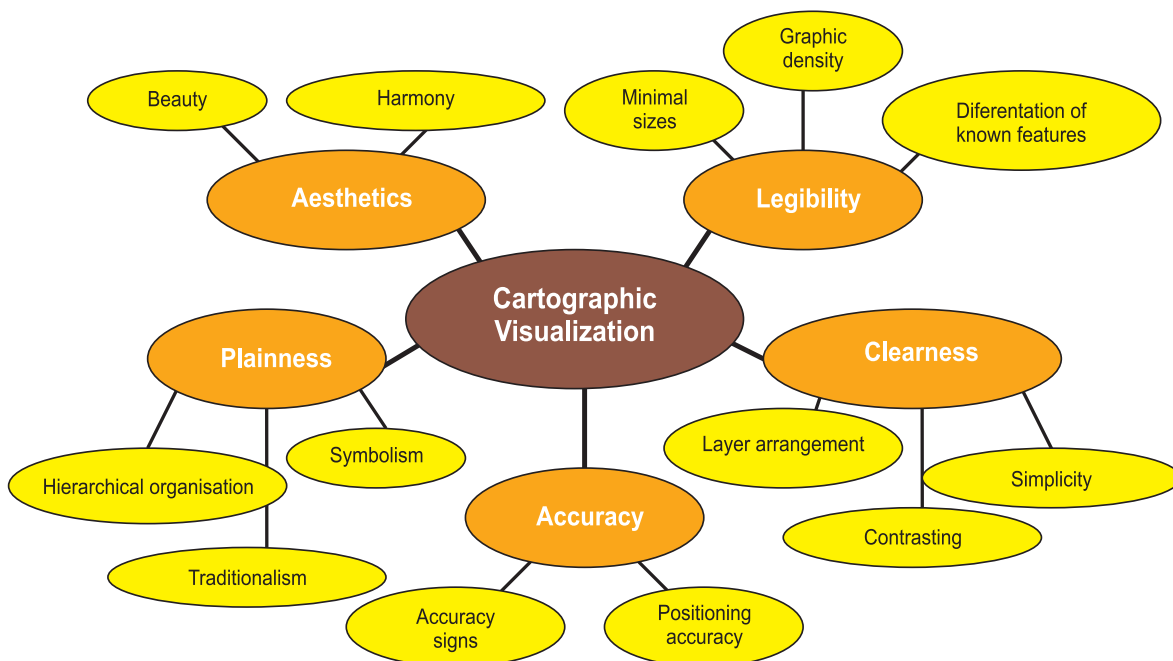 Graphic
density
Beauty
Harmony
Minimal
sizes
Diferentation of
known features
Aesthetics
Legibility
Cartographic
Visualization
Plainness
Clearness
Layer arrangement
Symbolism
Hierarchical organisation
Simplicity
Accuracy
Contrasting
Traditionalism
Accuracy
signs
Positioning
accuracy